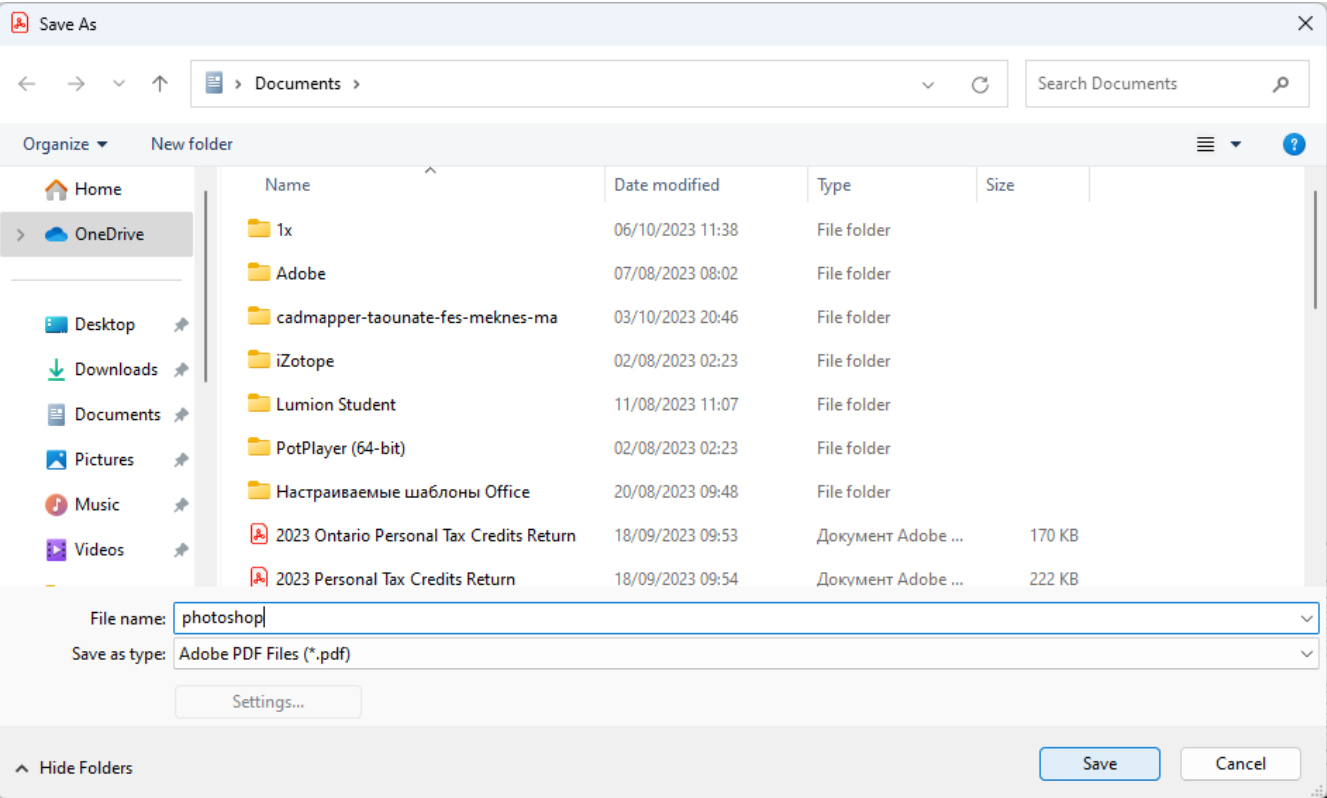 Save As
Documents
Search Documents
Organize
New folder
Home
OneDrive
Desktop
Downloads
Documents
Pictures
Music
Videos
Name Date modified Type Size
1x 06/10/2023 11:38 File folder
Adobe 07/08/2023 08:02 File folder
cadmapper-taounate-fes-meknes-ma 03/10/2023 20:46 File folder
iZotope 02/08/2023 02:23 File folder
Lumion Student 11/08/2023 11:07 File folder
PotPlayer (64-bit) 02/08/2023 02:23 File folder
Настраиваемые шаблоны Office 20/08/2023 09:48 File folder
2023 Ontario Personal Tax Credits Return 18/09/2023 09:53 Документ Adobe ... 170 KB
2023 Personal Tax Credits Return 18/09/2023 09:54 Документ Adobe ... 222 KB
File name: photoshop
Save as type: Adobe PDF Files (*.pdf)
Settings...
Hide Folders
Save
Cancel